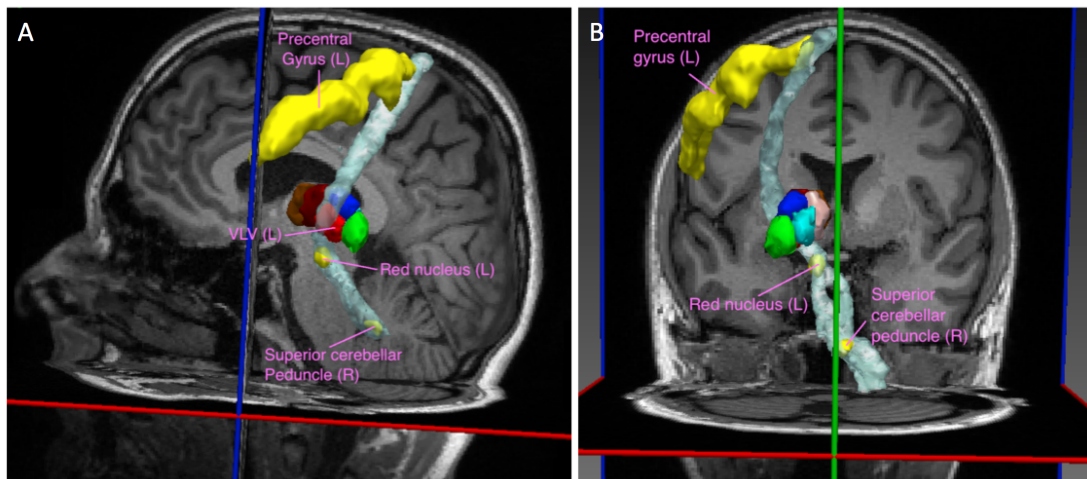 A
Precentral
Gyrus (L)
VLV (L)
Red nucleus (L)
Superior cerebellar
Peduncle (R)
B
Precentral
gyrus (L)
Red nucleus (L)
Superior
cerebellar
peduncle (R)